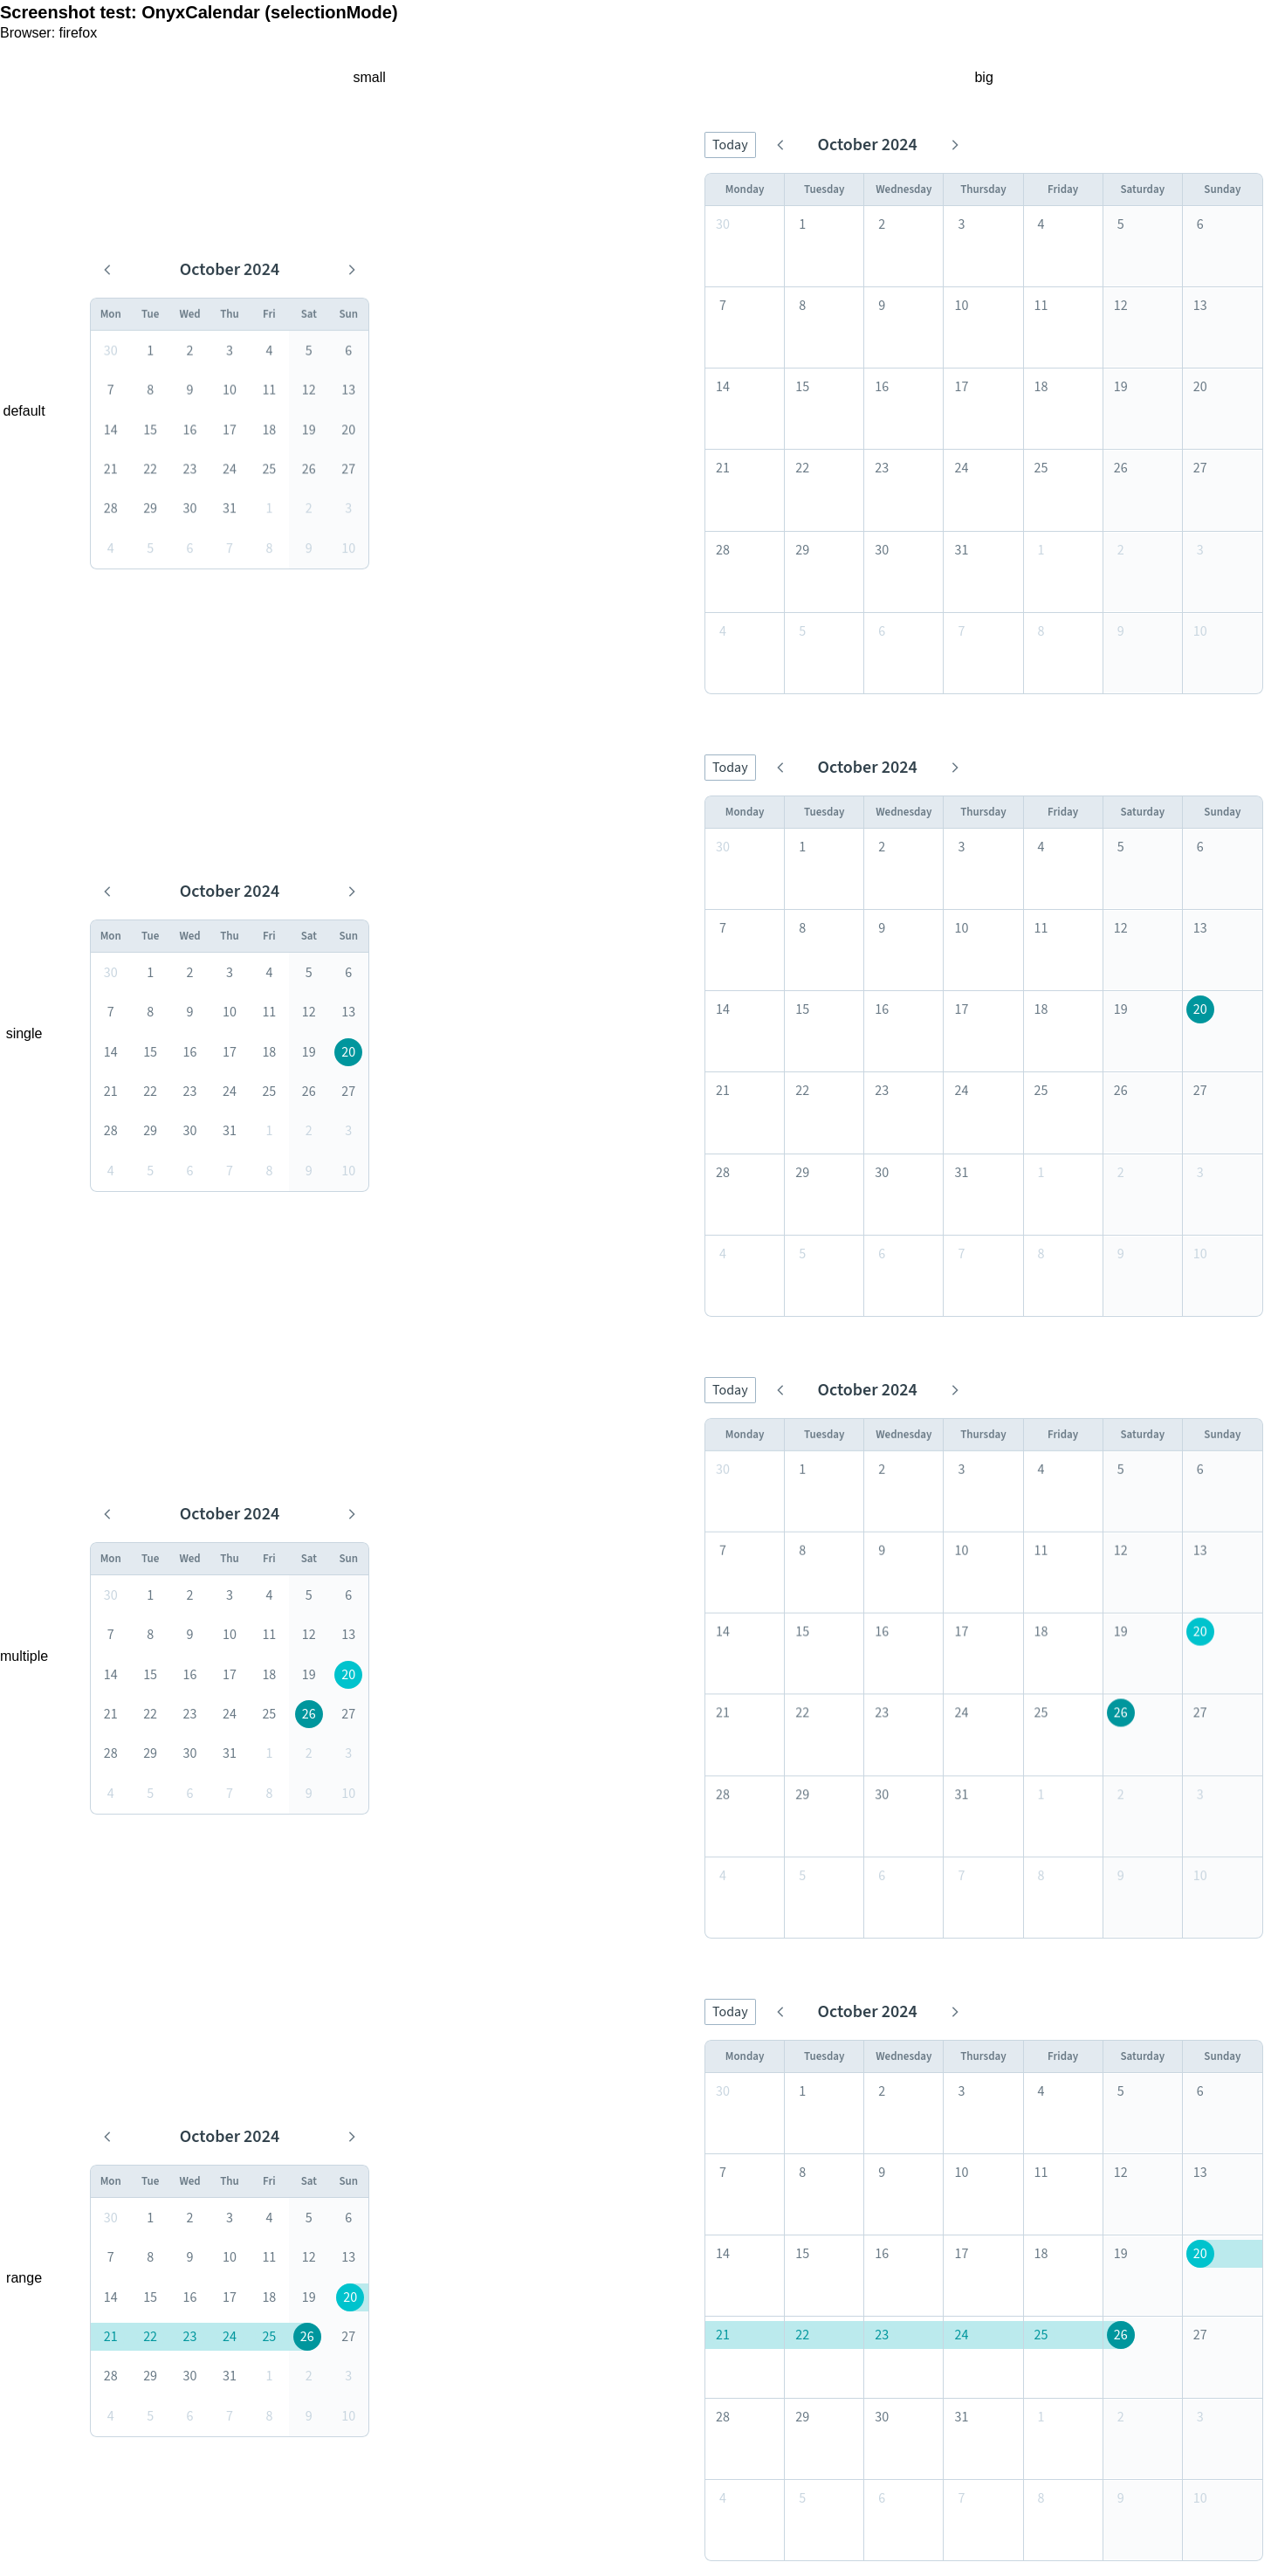 Screenshot test: OnyxCalendar (selectionMode)
Browser: firefox
small big
default
October 2024
Mon Tue Wed Thu Fri Sat Sun
30 1 2 3 4 5 6
7 8 9 10 11 12 13
14 15 16 17 18 19 20
21 22 23 24 25 26 27
28 29 30 31 1 2 3
4 5 6 7 8 9 10
Today October 2024
Monday Tuesday Wednesday Thursday Friday Saturday Sunday
30 1 2 3 4 5 6
7 8 9 10 11 12 13
14 15 16 17 18 19 20
21 22 23 24 25 26 27
28 29 30 31 1 2 3
4 5 6 7 8 9 10
single
October 2024
Mon Tue Wed Thu Fri Sat Sun
30 1 2 3 4 5 6
7 8 9 10 11 12 13
14 15 16 17 18 19 20
21 22 23 24 25 26 27
28 29 30 31 1 2 3
4 5 6 7 8 9 10
Today October 2024
Monday Tuesday Wednesday Thursday Friday Saturday Sunday
30 1 2 3 4 5 6
7 8 9 10 11 12 13
14 15 16 17 18 19 20
21 22 23 24 25 26 27
28 29 30 31 1 2 3
4 5 6 7 8 9 10
multiple
October 2024
Mon Tue Wed Thu Fri Sat Sun
30 1 2 3 4 5 6
7 8 9 10 11 12 13
14 15 16 17 18 19 20
21 22 23 24 25 26 27
28 29 30 31 1 2 3
4 5 6 7 8 9 10
Today October 2024
Monday Tuesday Wednesday Thursday Friday Saturday Sunday
30 1 2 3 4 5 6
7 8 9 10 11 12 13
14 15 16 17 18 19 20
21 22 23 24 25 26 27
28 29 30 31 1 2 3
4 5 6 7 8 9 10
range
October 2024
Mon Tue Wed Thu Fri Sat Sun
30 1 2 3 4 5 6
7 8 9 10 11 12 13
14 15 16 17 18 19 20
21 22 23 24 25 26 27
28 29 30 31 1 2 3
4 5 6 7 8 9 10
Today October 2024
Monday Tuesday Wednesday Thursday Friday Saturday Sunday
30 1 2 3 4 5 6
7 8 9 10 11 12 13
14 15 16 17 18 19 20
21 22 23 24 25 26 27
28 29 30 31 1 2 3
4 5 6 7 8 9 10